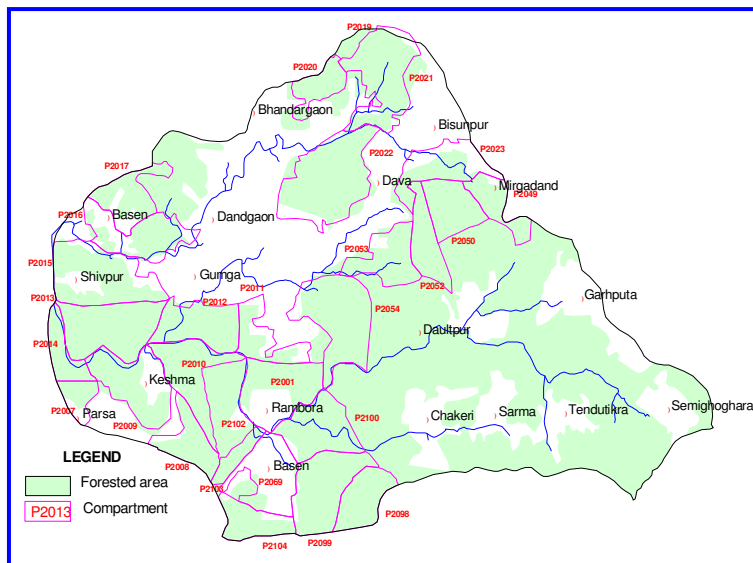 P2019
P2020
P2021
Bhandargaon
Bisunpur
P2022
P2023
P2017
Dava
Mirgadand
P2049
P2016
Basen
Dandgaon
P2050
P2053
P2015
Shivpur
Gumga
P2011
P2052
Garhputa
P2013
P2012
P2054
Daultpur
P2014
P2010
Keshma
P2001
P2007
Parsa
P2009
Rambora
P2102
P2100
Chakeri
Sarma
Tendutikra
Semighoghara
LEGEND
P2008
Basen
Forested area
P2103
P2069
P2013 Compartment
P2098
P2104
P2099